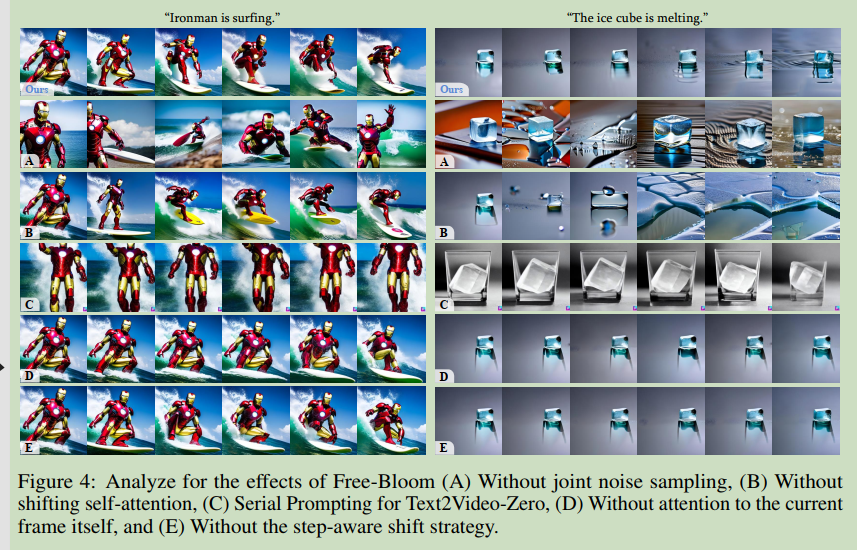 “Ironman is surfing.”
“The ice cube is melting.”
Ours
Ours
A
A
B
B
C
C
D
D
E
E
Figure 4: Analyze for the effects of Free-Bloom (A) Without joint noise sampling, (B) Without
shifting self-attention, (C) Serial Prompting for Text2Video-Zero, (D) Without attention to the current
frame itself, and (E) Without the step-aware shift strategy.